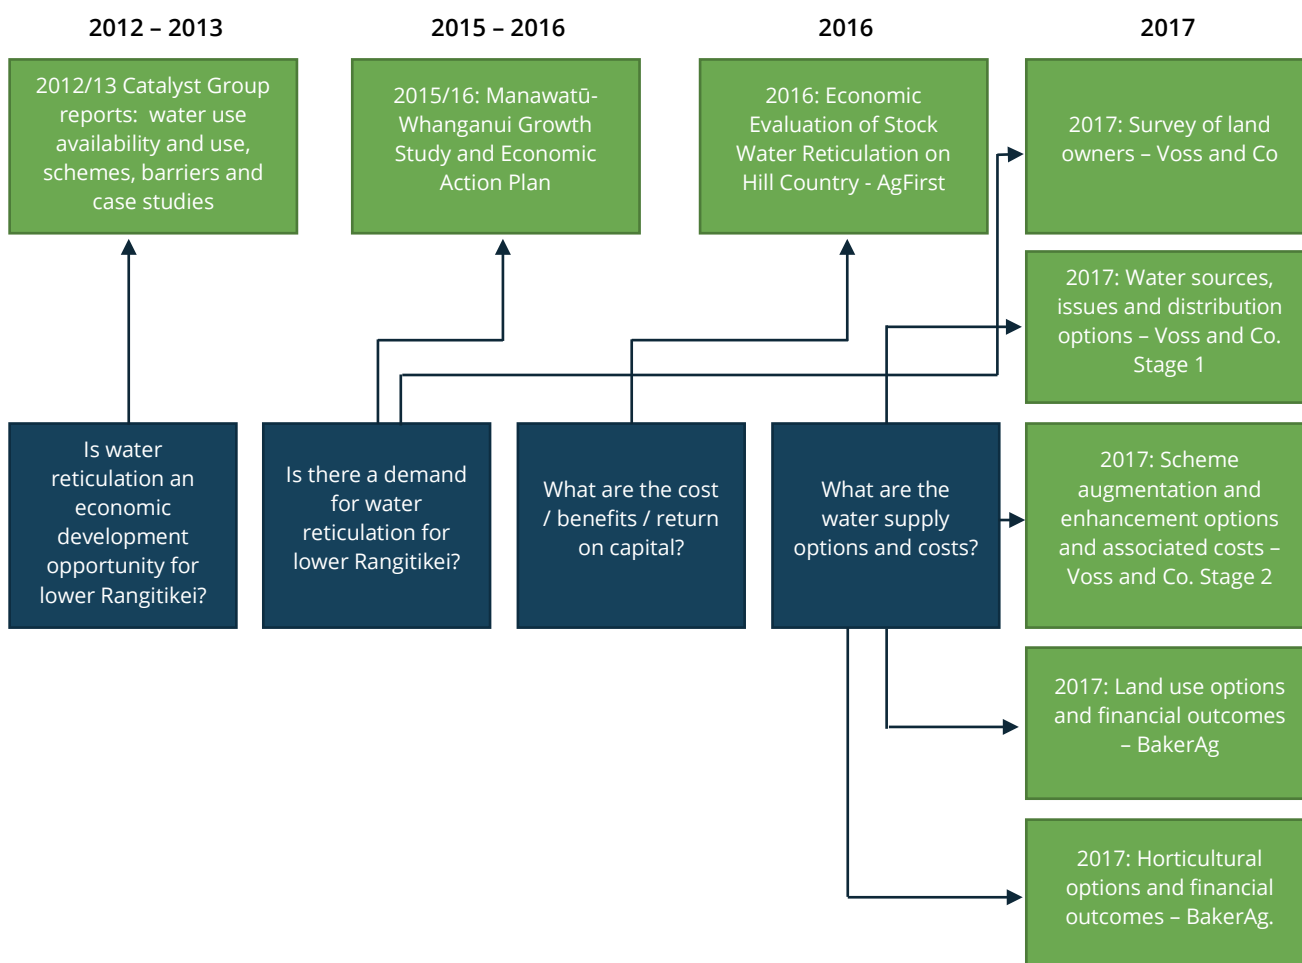 2012 – 2013
2015 – 2016
2016
2017
2012/13 Catalyst Group
reports:  water use
availability and use,
schemes, barriers and
case studies
2015/16: Manawatū-
Whanganui Growth
Study and Economic
Action Plan
2016: Economic
Evaluation of Stock
Water Reticulation on
Hill Country - AgFirst
2017: Survey of land
owners – Voss and Co
2017: Water sources,
issues and distribution
options – Voss and Co.
Stage 1
Is water
reticulation an
economic
development
opportunity for
lower Rangitikei?
Is there a demand
for water
reticulation for
lower Rangitikei?
What are the cost
/ benefits / return
on capital?
What are the
water supply
options and costs?
2017: Scheme
augmentation and
enhancement options
and associated costs –
Voss and Co. Stage 2
2017: Land use options
and financial outcomes
– BakerAg
2017: Horticultural
options and financial
outcomes – BakerAg.